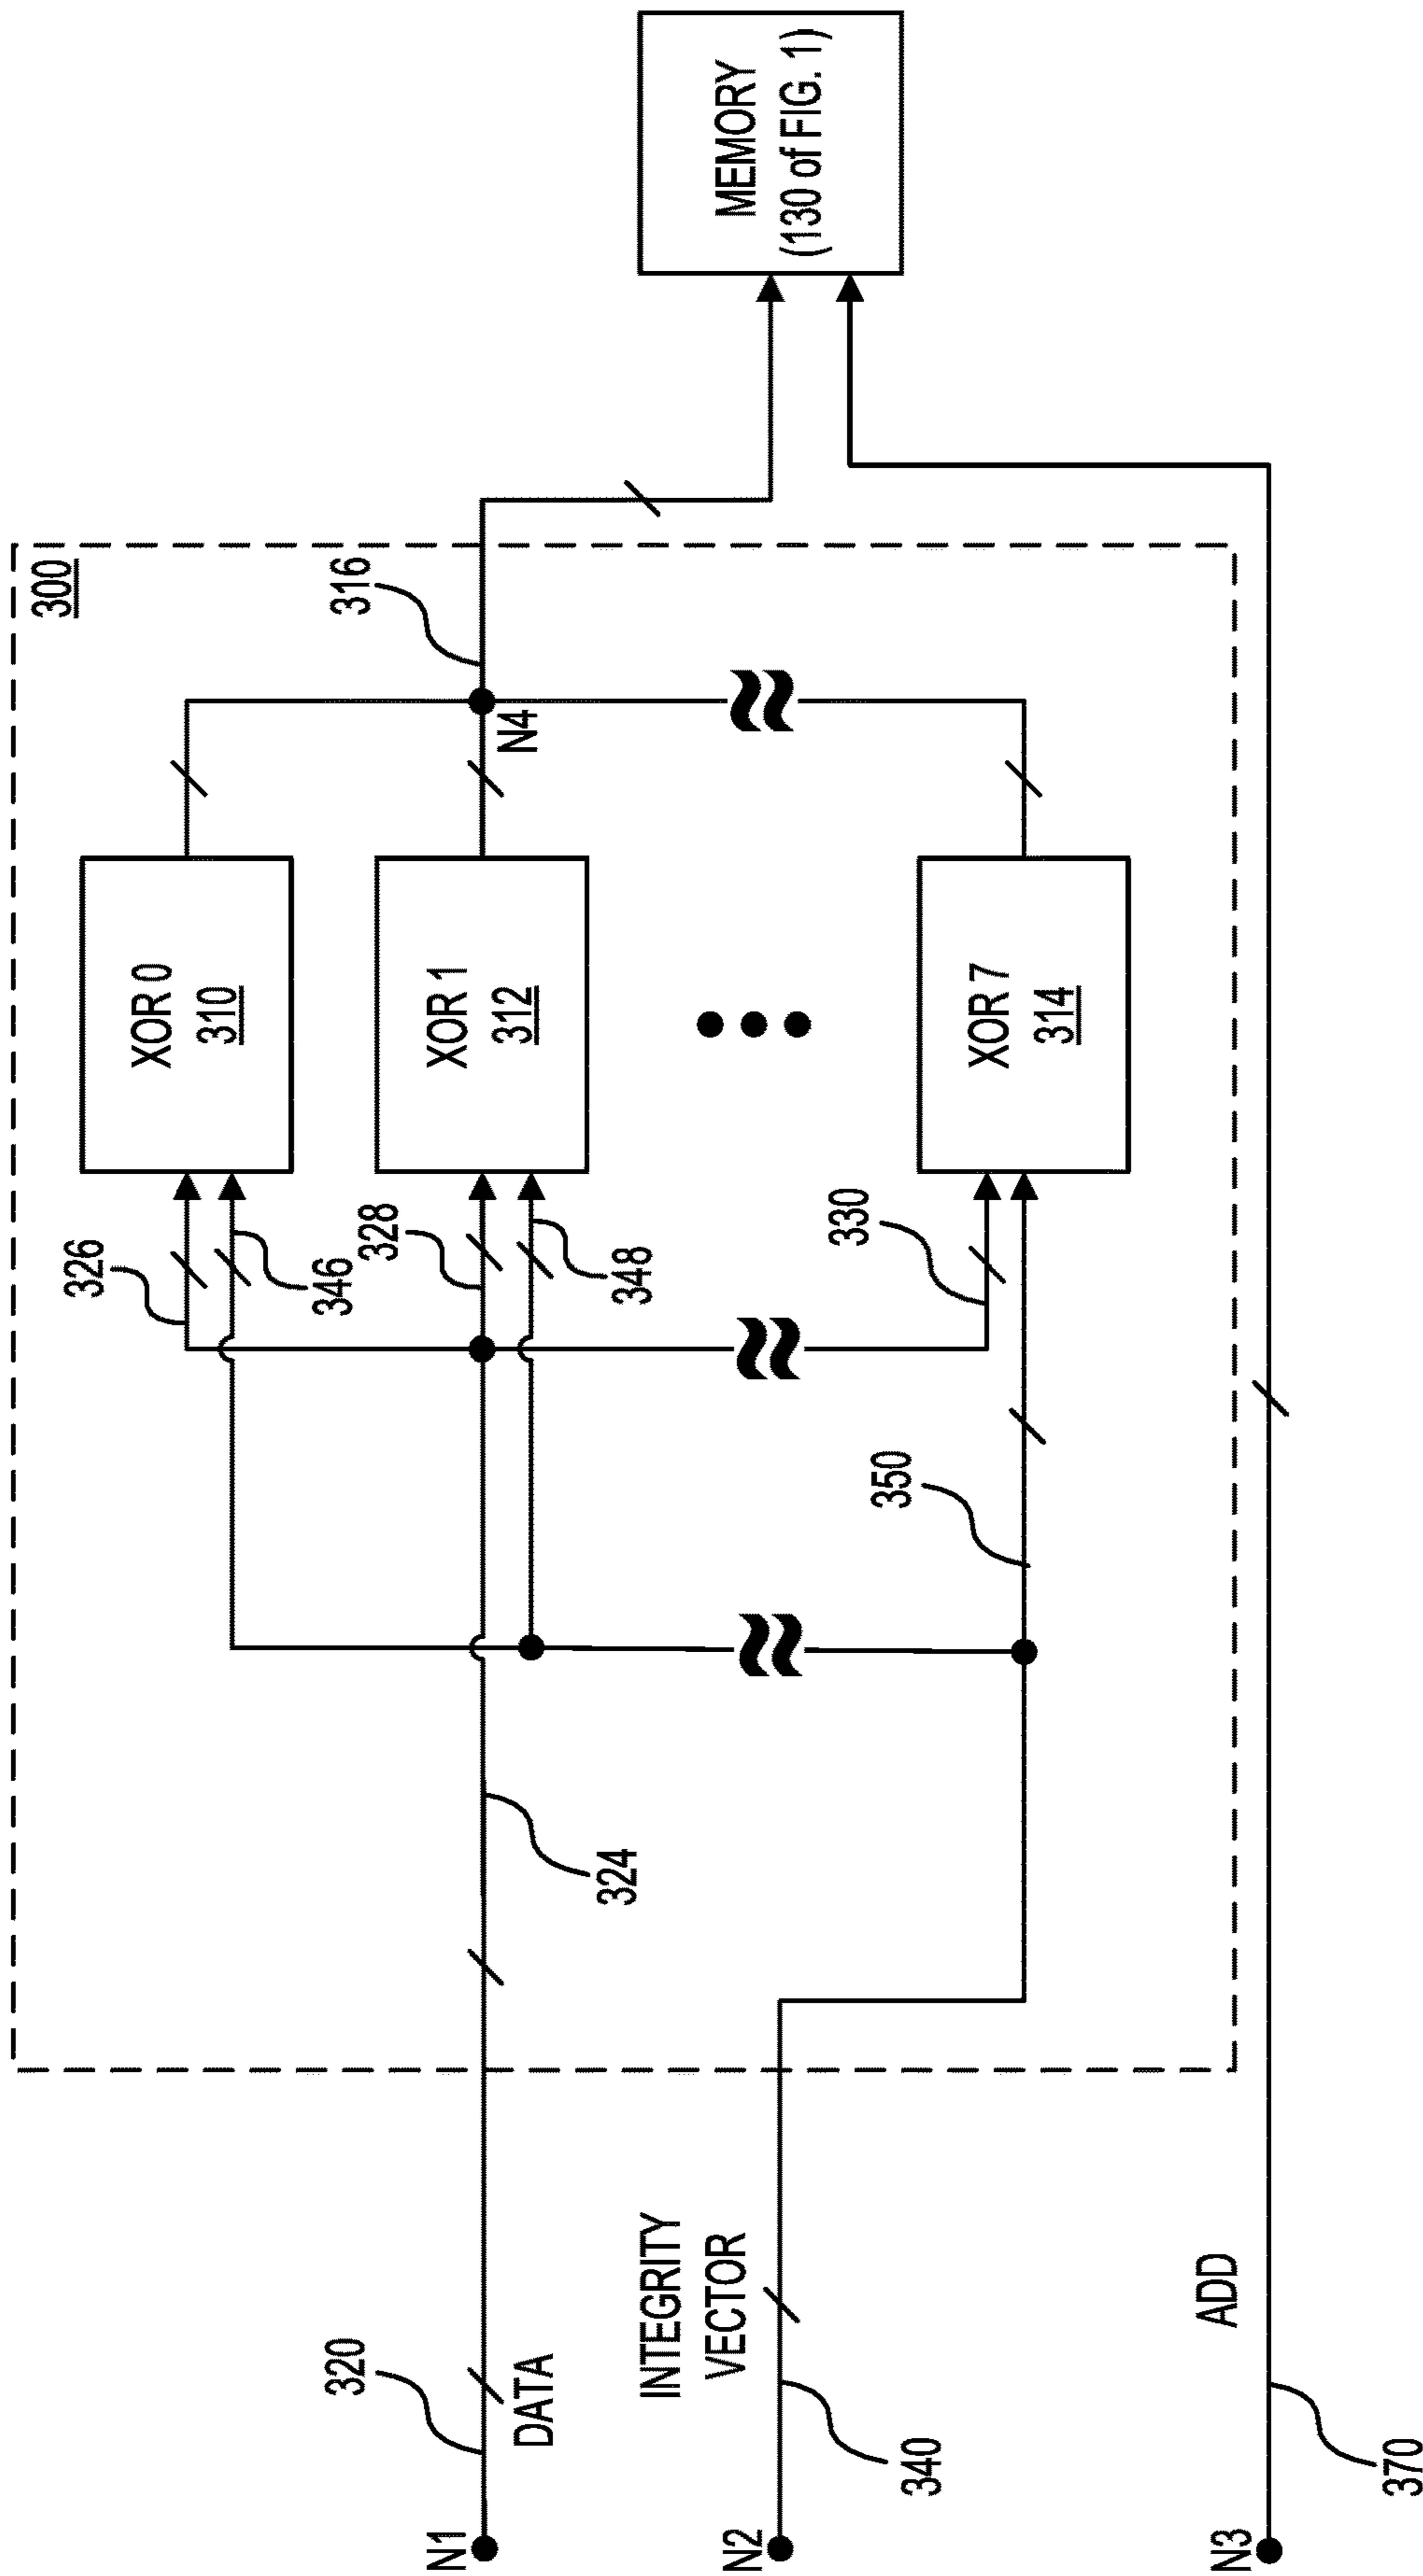 300
XOR 0
310
326
346
316
N4
XOR 1
312
328
348
324
320
DATA
N1
MEMORY
(130 of FIG. 1)
XOR 7
314
330
350
INTEGRITY
VECTOR
340
N2
ADD
370
N3